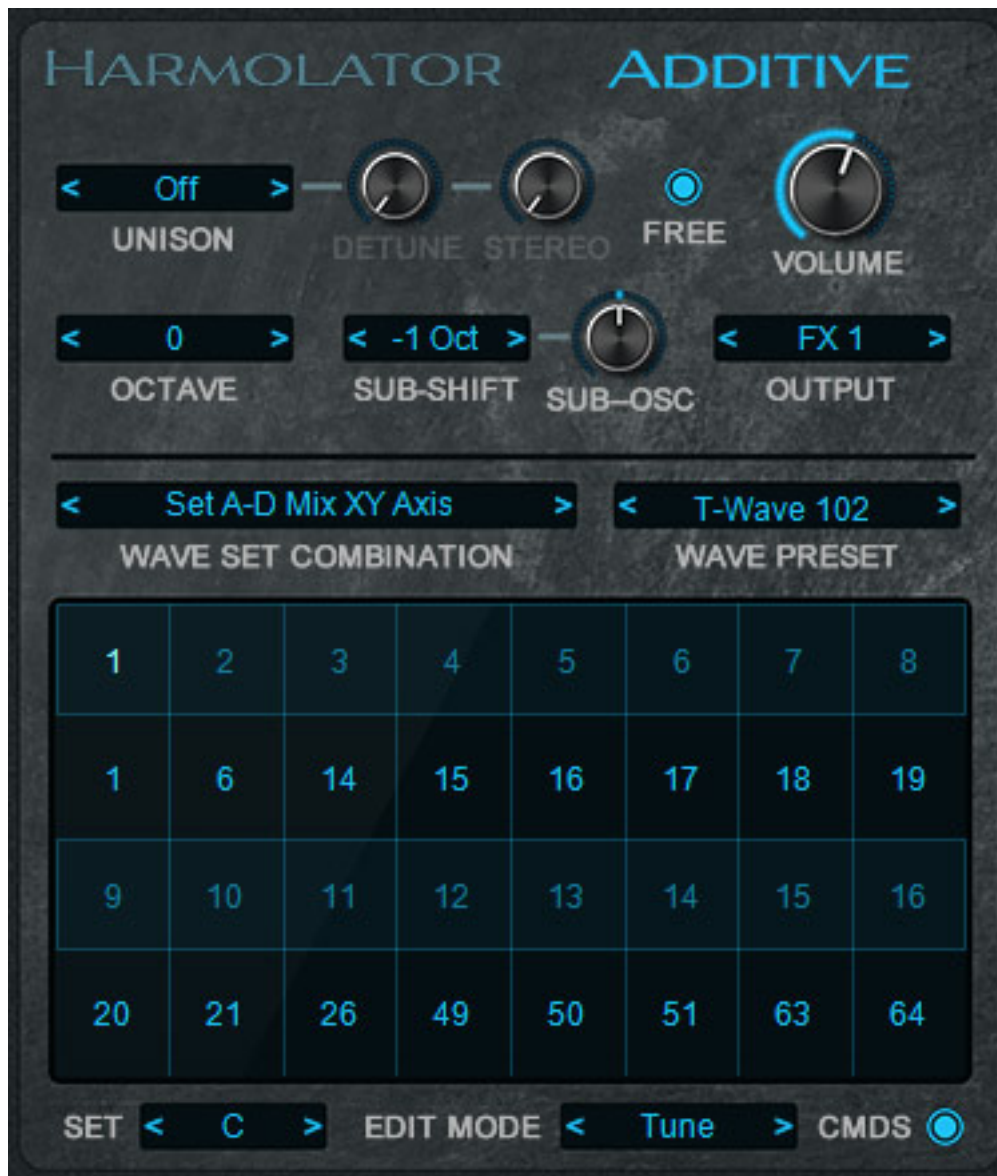 HARMOLATOR ADDITIVE
< Off >
UNISON DETUNE STEREO FREE VOLUME
< 0 > < -1 Oct > < FX 1 >
OCTAVE SUB-SHIFT SUB–OSC OUTPUT
< Set A-D Mix XY Axis > < T-Wave 102 >
WAVE SET COMBINATION WAVE PRESET
1 2 3 4 5 6 7 8
1 6 14 15 16 17 18 19
9 10 11 12 13 14 15 16
20 21 26 49 50 51 63 64
SET < C > EDIT MODE < Tune > CMDS